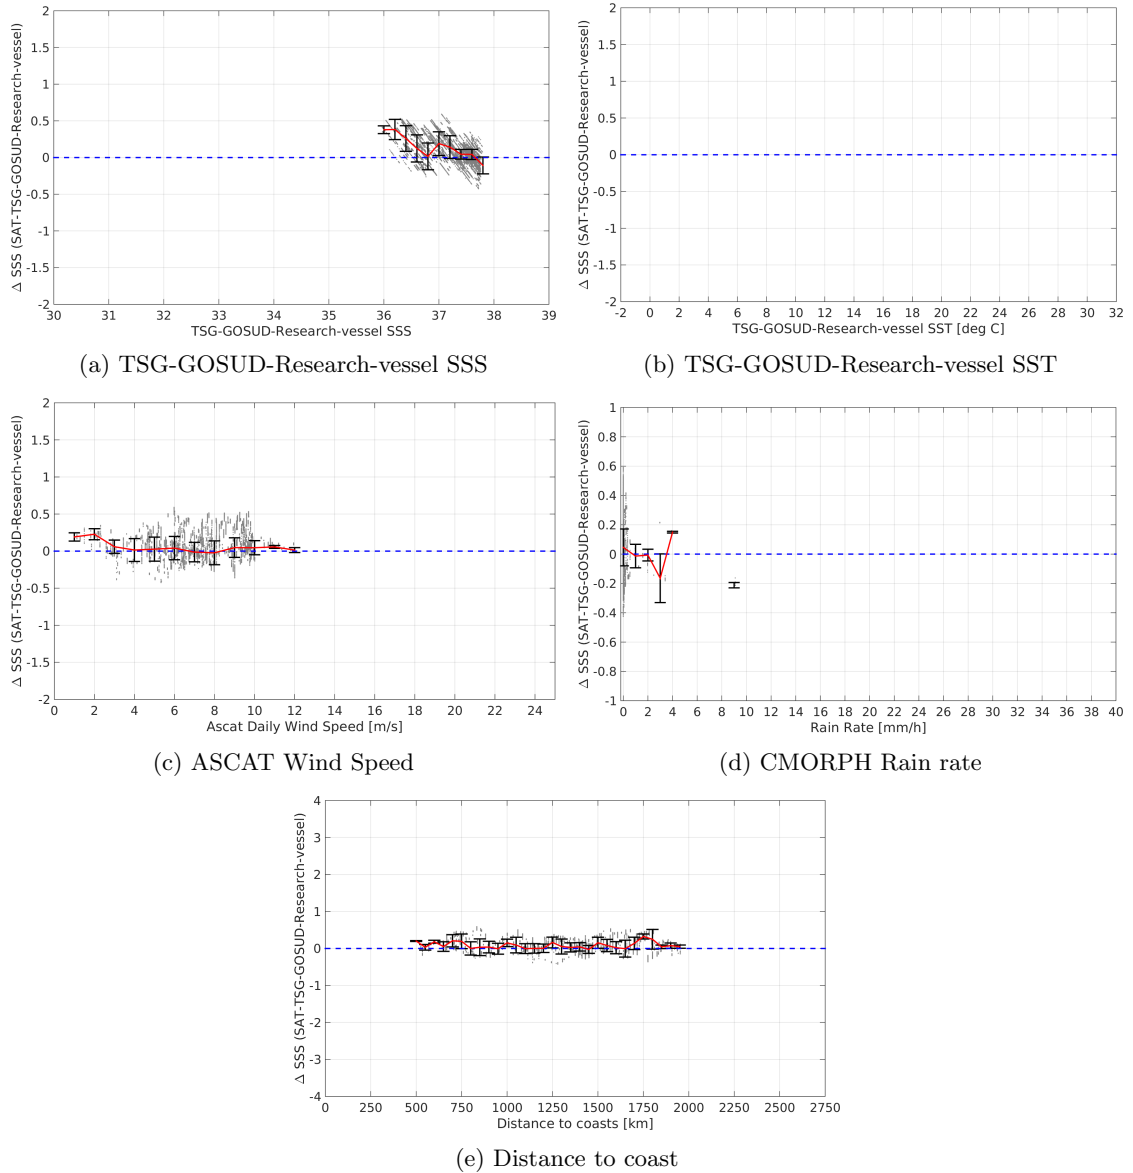 2
1.5
1
0.5
0
-0.5
-1
-1.5
-2
Δ SSS (SAT-TSG-GOSUD-Research-vessel)
30 31 32 33 34 35 36 37 38 39
TSG-GOSUD-Research-vessel SSS
(a) TSG-GOSUD-Research-vessel SSS
2
1.5
1
0.5
0
-0.5
-1
-1.5
-2
Δ SSS (SAT-TSG-GOSUD-Research-vessel)
-2 0 2 4 6 8 10 12 14 16 18 20 22 24 26 28 30 32
TSG-GOSUD-Research-vessel SST [deg C]
(b) TSG-GOSUD-Research-vessel SST
2
1.5
1
0.5
0
-0.5
-1
-1.5
-2
Δ SSS (SAT-TSG-GOSUD-Research-vessel)
0 2 4 6 8 10 12 14 16 18 20 22 24
Ascat Daily Wind Speed [m/s]
(c) ASCAT Wind Speed
1
0.8
0.6
0.4
0.2
0
-0.2
-0.4
-0.6
-0.8
-1
Δ SSS (SAT-TSG-GOSUD-Research-vessel)
0 2 4 6 8 10 12 14 16 18 20 22 24 26 28 30 32 34 36 38 40
Rain Rate [mm/h]
(d) CMORPH Rain rate
4
3
2
1
0
-1
-2
-3
-4
Δ SSS (SAT-TSG-GOSUD-Research-vessel)
0 250 500 750 1000 1250 1500 1750 2000 2250 2500 2750
Distance to coasts [km]
(e) Distance to coast